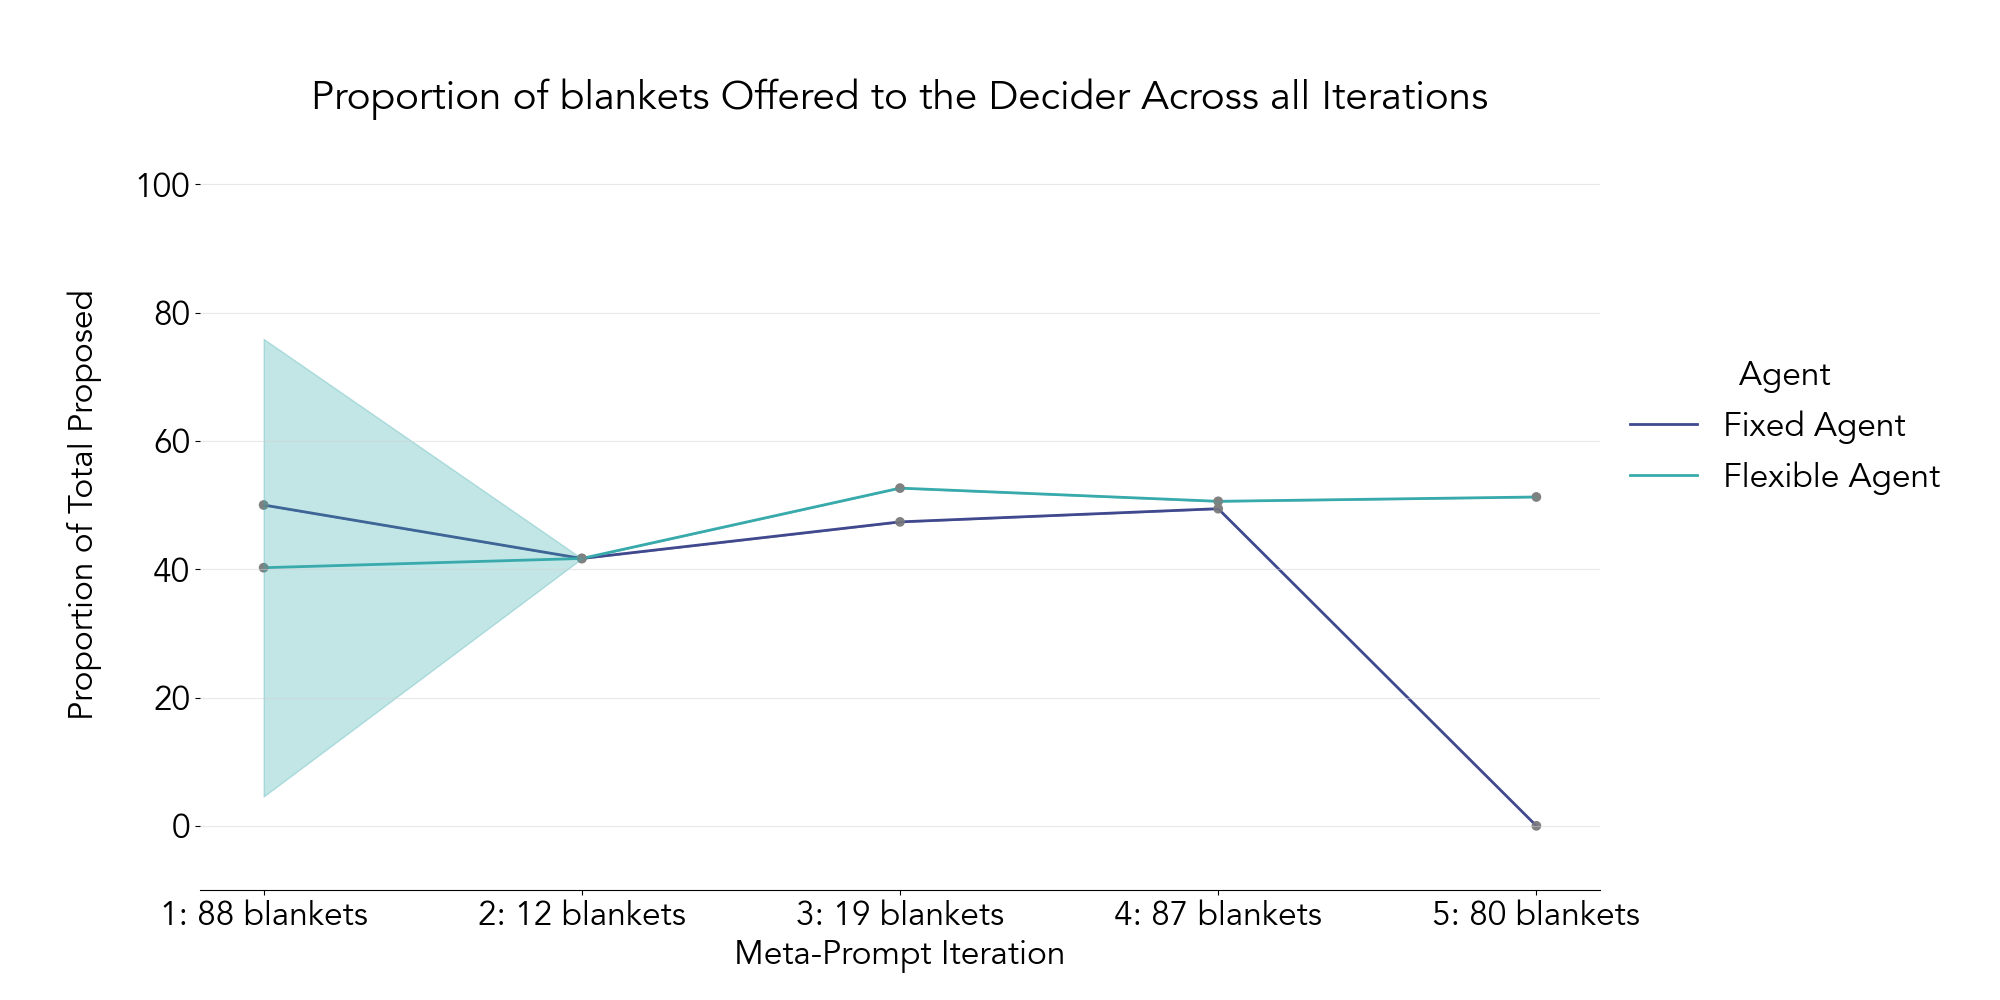 Proportion of blankets Offered to the Decider Across all Iterations
Proportion of Total Proposed
100
80
60
40
20
0
1: 88 blankets
2: 12 blankets
3: 19 blankets
4: 87 blankets
5: 80 blankets
Meta-Prompt Iteration
Agent
Fixed Agent
Flexible Agent